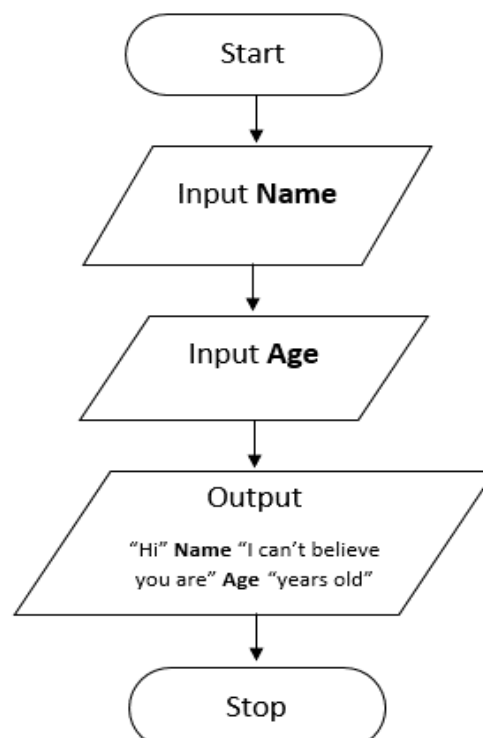 Start
Input Name
Input Age
Output
“Hi” Name “I can’t believe
you are” Age “years old”
Stop